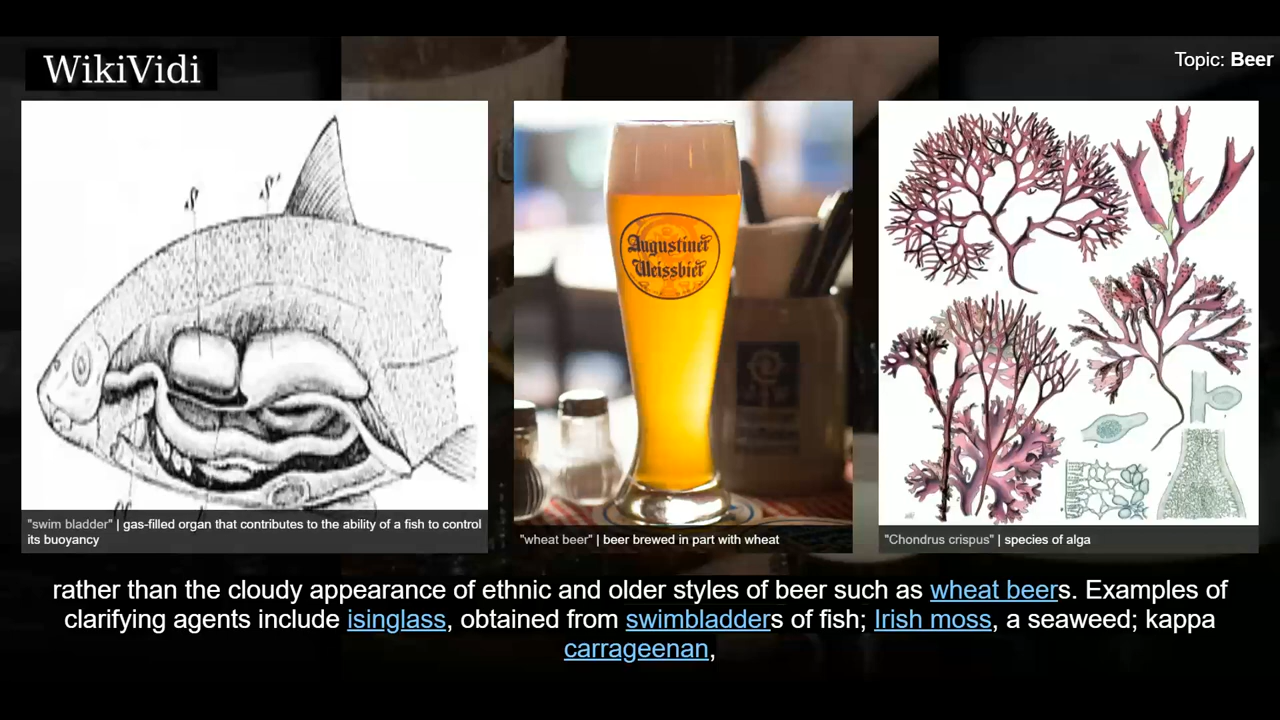 WikiVidi
Topic: Beer
Augustiner
Weissbier
"swim bladder" | gas-filled organ that contributes to the ability of a fish to control
its buoyancy
"wheat beer" | beer brewed in part with wheat
"Chondrus crispus" | species of alga
rather than the cloudy appearance of ethnic and older styles of beer such as wheat beers. Examples of
clarifying agents include isinglass, obtained from swimbladders of fish; Irish moss, a seaweed; kappa
carrageenan,